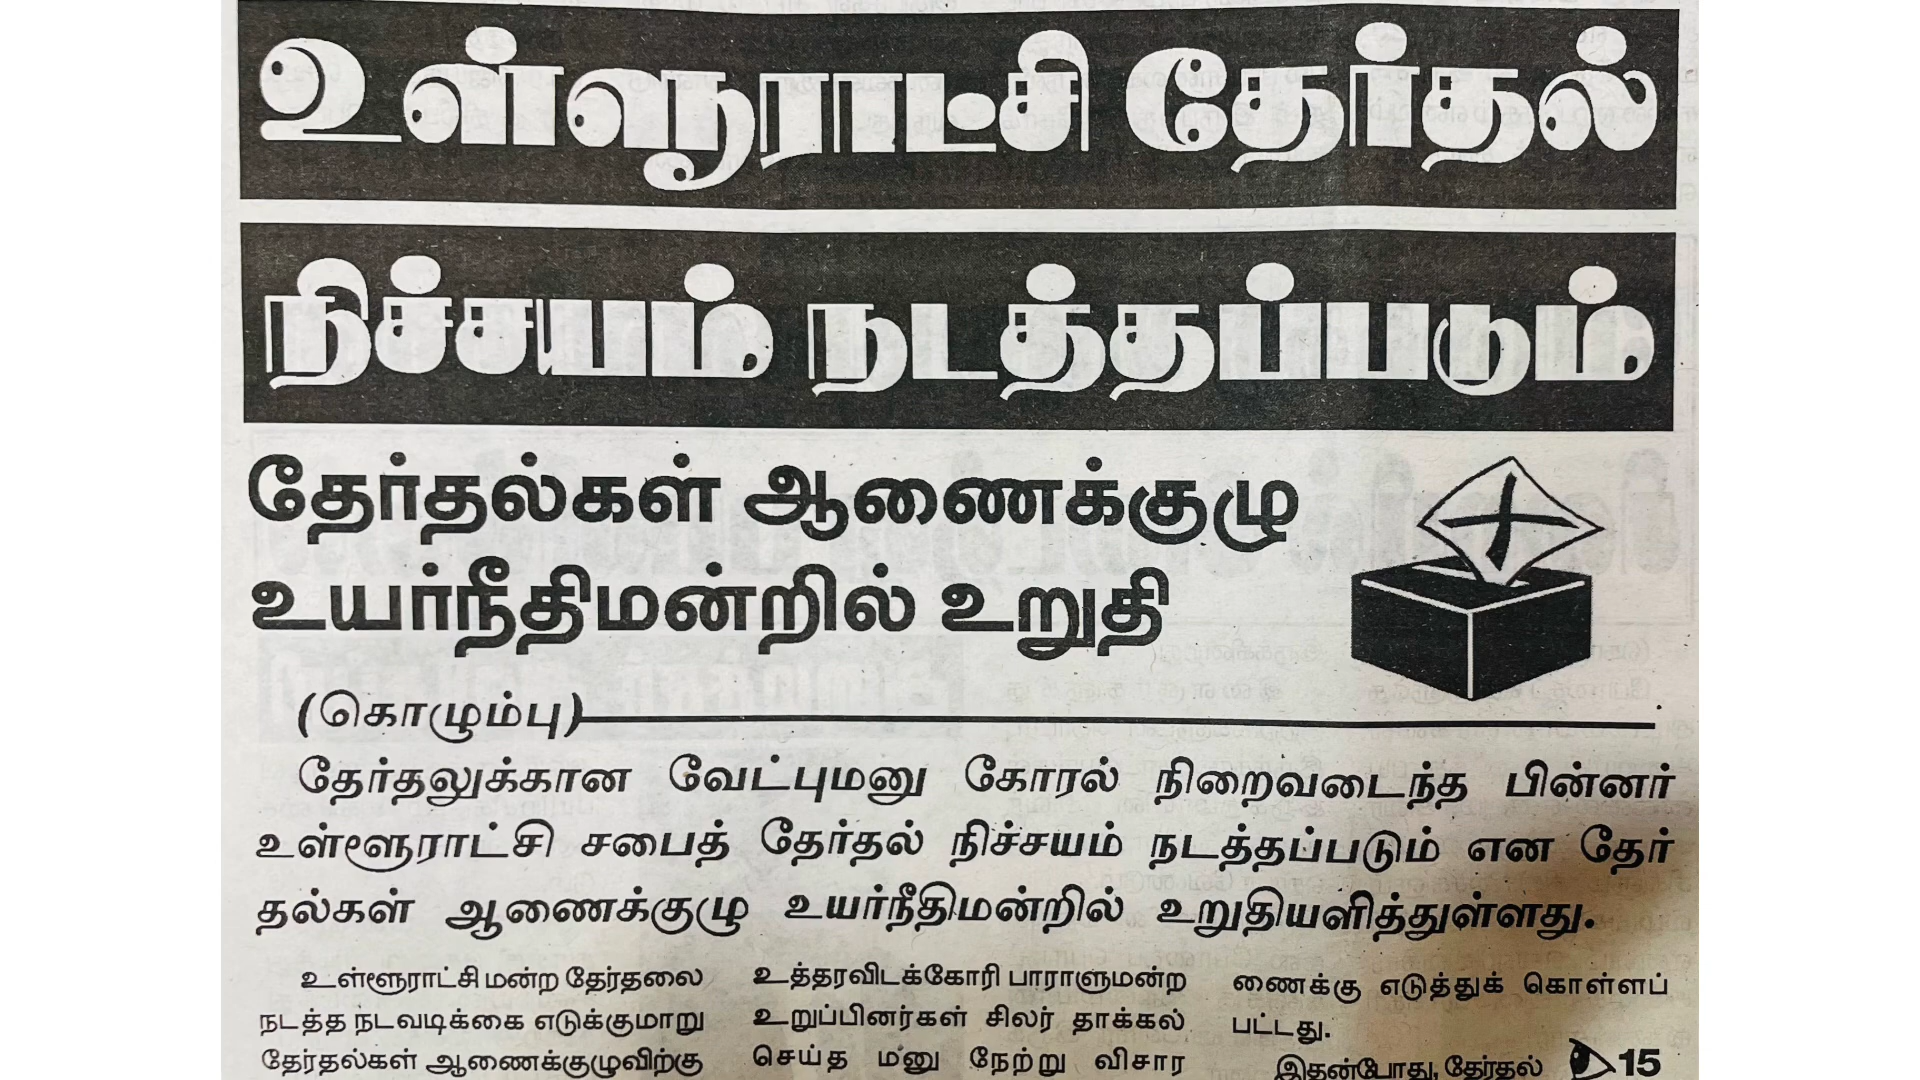 உள்ளூராட்சி தேர்தல்
நிச்சயம் நடத்தப்படும்
தேர்தல்கள் ஆணைக்குழு
உயர்நீதிமன்றில் உறுதி
(கொழும்பு)
தேர்தலுக்கான வேட்புமனு கோரல் நிறைவடைந்த பின்னர்
உள்ளூராட்சி சபைத் தேர்தல் நிச்சயம் நடத்தப்படும் என தேர்
தல்கள் ஆணைக்குழு உயர்நீதிமன்றில் உறுதியளித்துள்ளது.
உள்ளூராட்சி மன்ற தேர்தலை
நடத்த நடவடிக்கை எடுக்குமாறு
தேர்தல்கள் ஆணைக்குழுவிற்கு
உத்தரவிடக்கோரி பாராளுமன்ற
உறுப்பினர்கள் சிலர் தாக்கல்
செய்த மனு நேற்று விசார
ணைக்கு எடுத்துக் கொள்ளப்
பட்டது.
இதன்போது, தேர்தல் 15